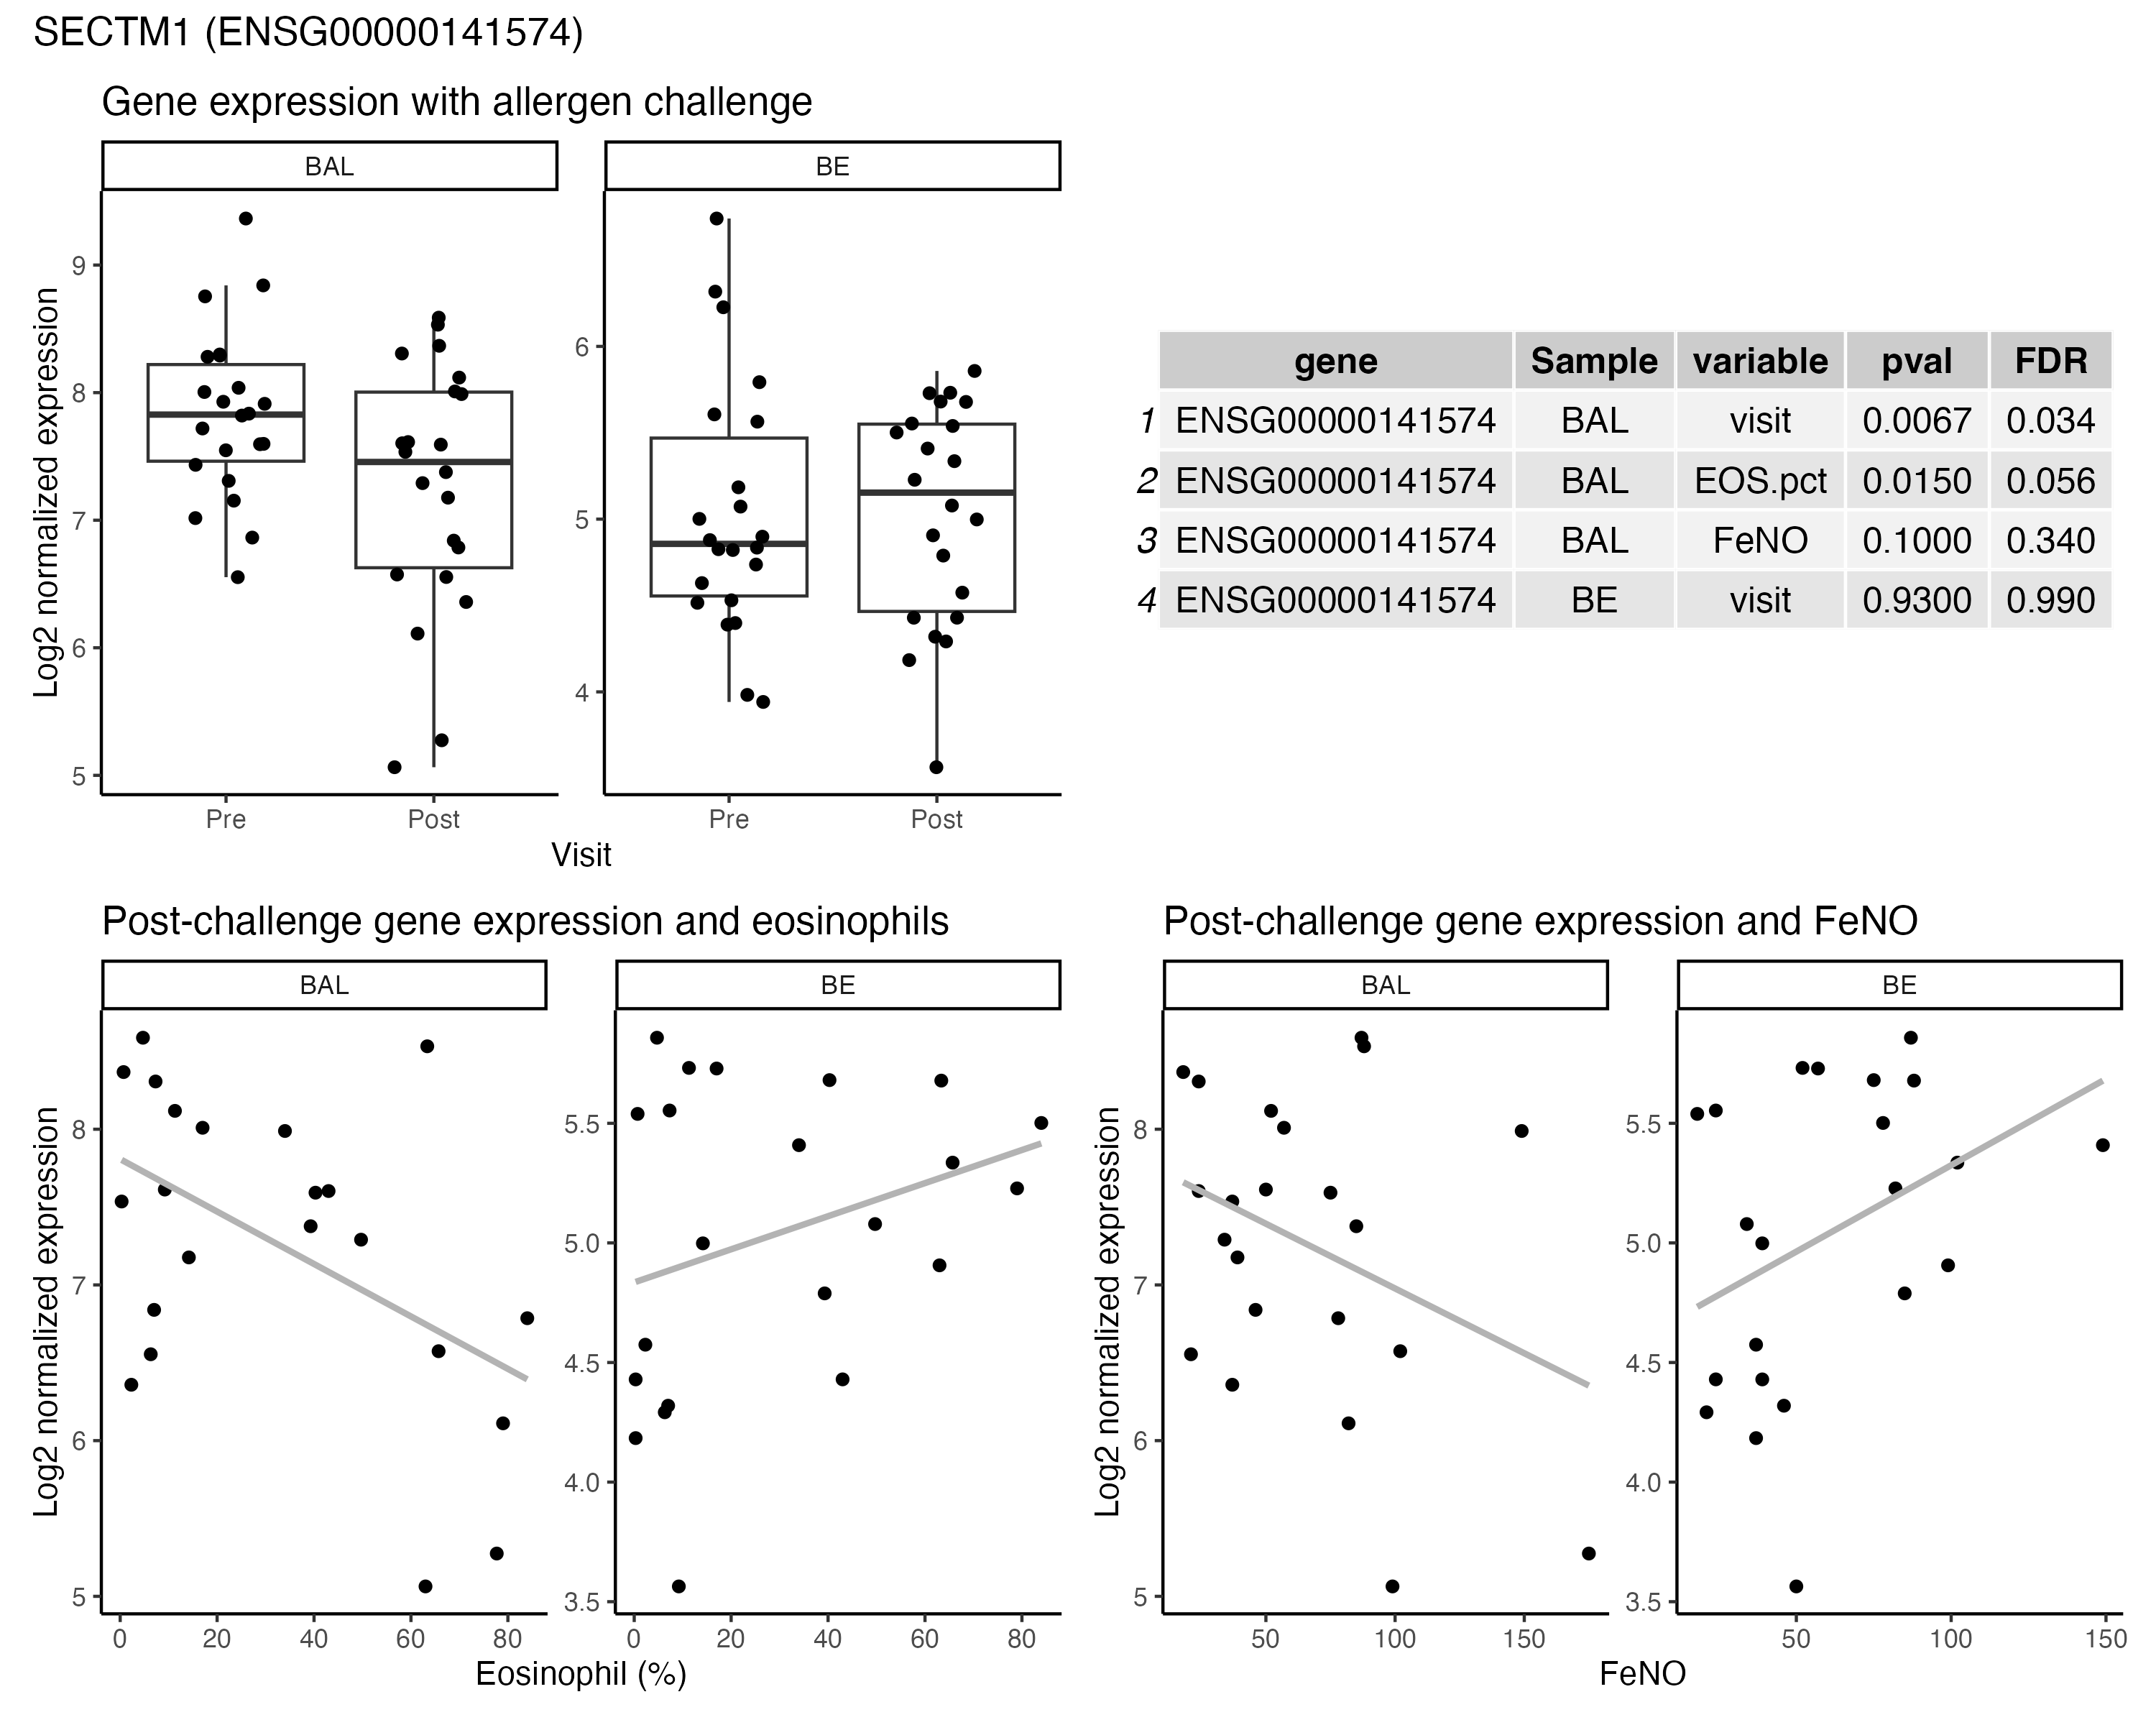 SECTM1 (ENSG00000141574)
Gene expression with allergen challenge
BAL
BE
Log2 normalized expression
9
8
7
6
5
6
5
4
Pre
Post
Pre
Post
Visit
gene Sample variable pval FDR
1 ENSG00000141574 BAL visit 0.0067 0.034
2 ENSG00000141574 BAL EOS.pct 0.0150 0.056
3 ENSG00000141574 BAL FeNO 0.1000 0.340
4 ENSG00000141574 BE visit 0.9300 0.990
Post-challenge gene expression and eosinophils
BAL
BE
Log2 normalized expression
8
7
6
5
5.5
5.0
4.5
4.0
3.5
0 20 40 60 80
0 20 40 60 80
Eosinophil (%)
Post-challenge gene expression and FeNO
BAL
BE
Log2 normalized expression
8
7
6
5
5.5
5.0
4.5
4.0
3.5
50 100 150
50 100 150
FeNO